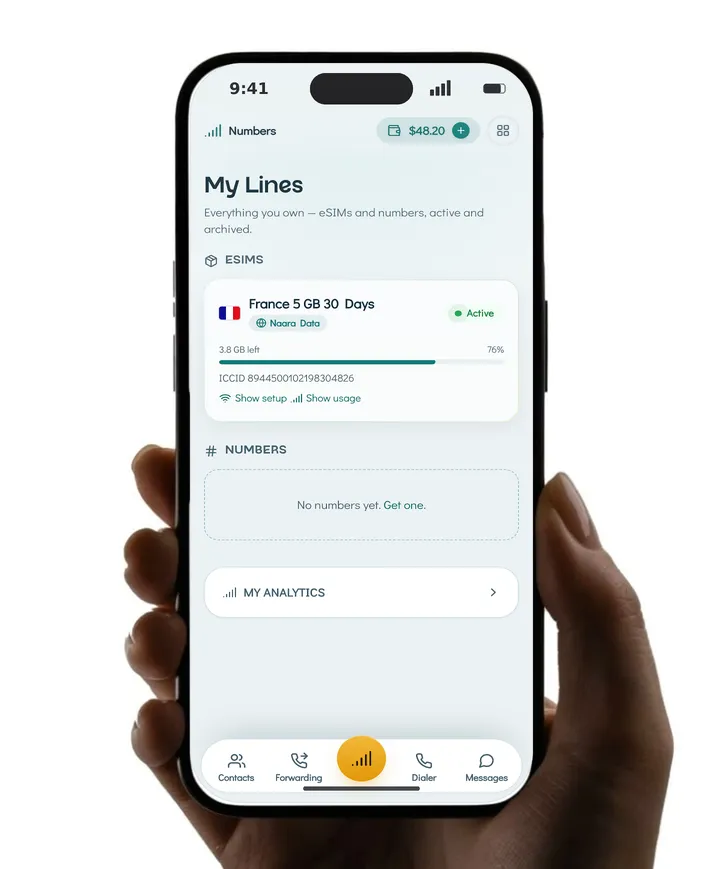 9:41
Numbers
$48.20
My Lines
Everything you own — eSIMs and numbers, active and
archived.
ESIMS
France 5 GB 30 Days
Naara Data
Active
3.8 GB left
76%
ICCID 8944500102198304826
Show setup
Show usage
NUMBERS
No numbers yet. Get one.
MY ANALYTICS
Contacts
Forwarding
Dialer
Messages